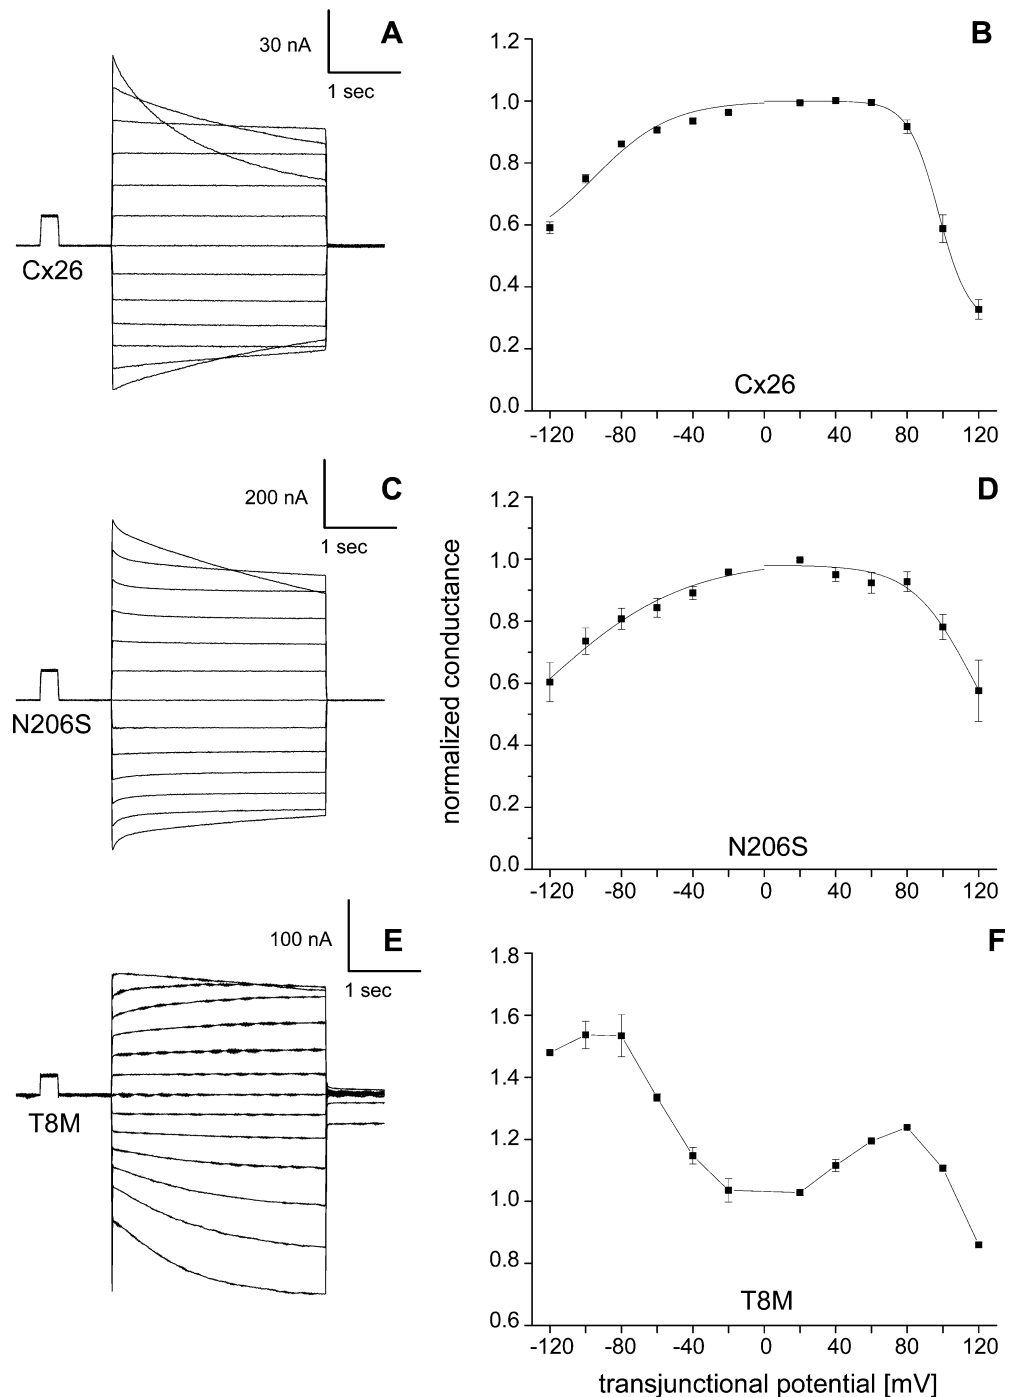 30 nA
1 sec
A
Cx26
B
1.2
1.0
0.8
0.6
0.4
0.2
0.0
Cx26
-120 -80 -40 0 40 80 120
200 nA
1 sec
C
N206S
D
normalized conductance
1.2
1.0
0.8
0.6
0.4
0.2
0.0
N206S
-120 -80 -40 0 40 80 120
100 nA
1 sec
E
T8M
F
1.8
1.6
1.4
1.2
1.0
0.8
0.6
T8M
-120 -80 -40 0 40 80 120
transjunctional potential [mV]